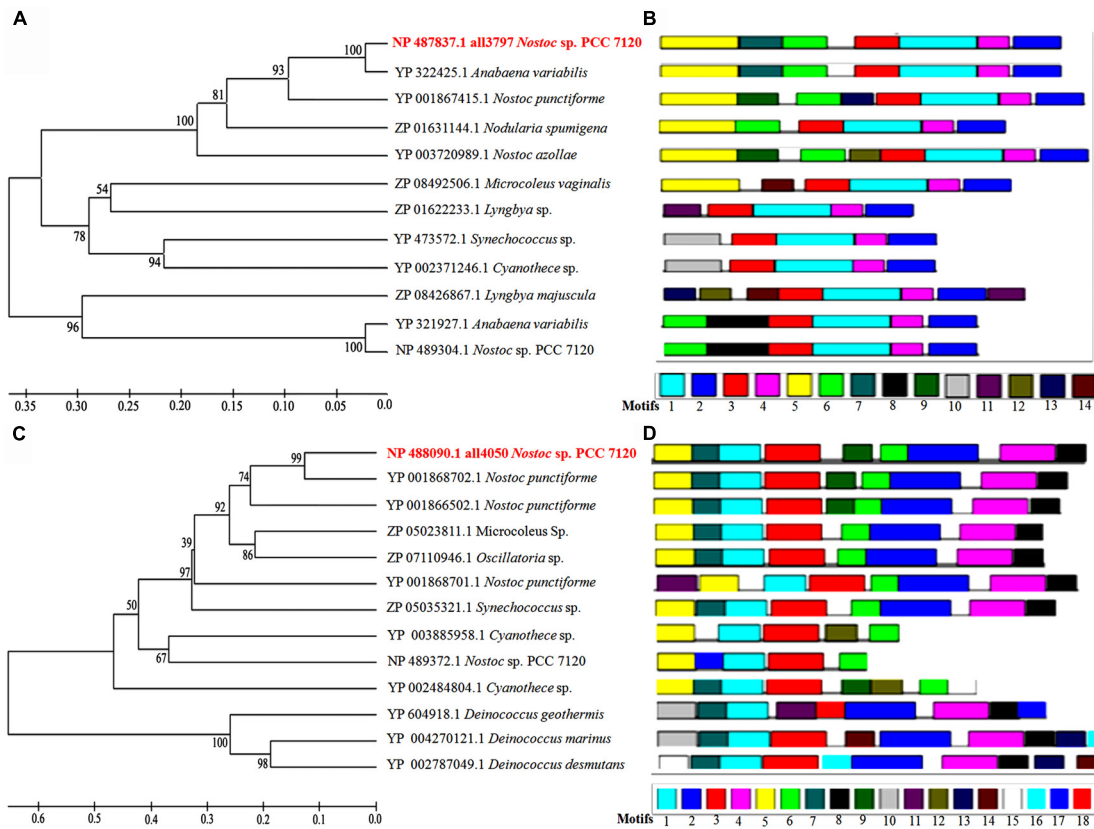 A
B
100
NP 487837.1 all3797 Nostoc sp. PCC 7120
93
YP 322425.1 Anabaena variabilis
81
YP 001867415.1 Nostoc punctiforme
100
ZP 01631144.1 Nodularia spumigena
YP 003720989.1 Nostoc azollae
54
ZP 08492506.1 Microcoleus vaginalis
78
ZP 01622233.1 Lyngbya sp.
94
YP 473572.1 Synechococcus sp.
YP 002371246.1 Cyanothece sp.
96
ZP 08426867.1 Lyngbya majuscula
YP 321927.1 Anabaena variabilis
100
NP 489304.1 Nostoc sp. PCC 7120
0.35 0.30 0.25 0.20 0.15 0.10 0.05 0.0
Motifs 1 2 3 4 5 6 7 8 9 10 11 12 13 14
C
D
99
NP 488090.1 all4050 Nostoc sp. PCC 7120
74
YP 001868702.1 Nostoc punctiforme
92
YP 001866502.1 Nostoc punctiforme
39
ZP 05023811.1 Microcoleus Sp.
86
ZP 07110946.1 Oscillatoria sp.
97
YP 001868701.1 Nostoc punctiforme
50
ZP 05035321.1 Synechococcus sp.
67
YP 003885958.1 Cyanothece sp.
NP 489372.1 Nostoc sp. PCC 7120
YP 002484804.1 Cyanothece sp.
100
YP 604918.1 Deinococcus geothermis
98
YP 004270121.1 Deinococcus marinus
YP 002787049.1 Deinococcus desmutans
0.6 0.5 0.4 0.3 0.2 0.1 0.0
Motifs 1 2 3 4 5 6 7 8 9 10 11 12 13 14 15 16 17 18